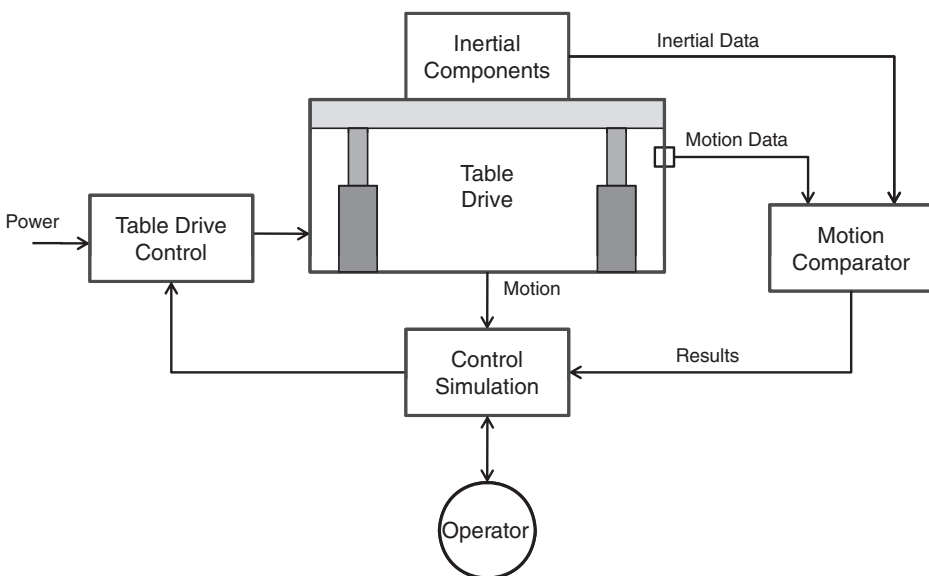 Inertial
Components
Inertial Data
Motion Data
Table
Drive
Power
Table Drive
Control
Motion
Comparator
Motion
Control
Simulation
Results
Operator